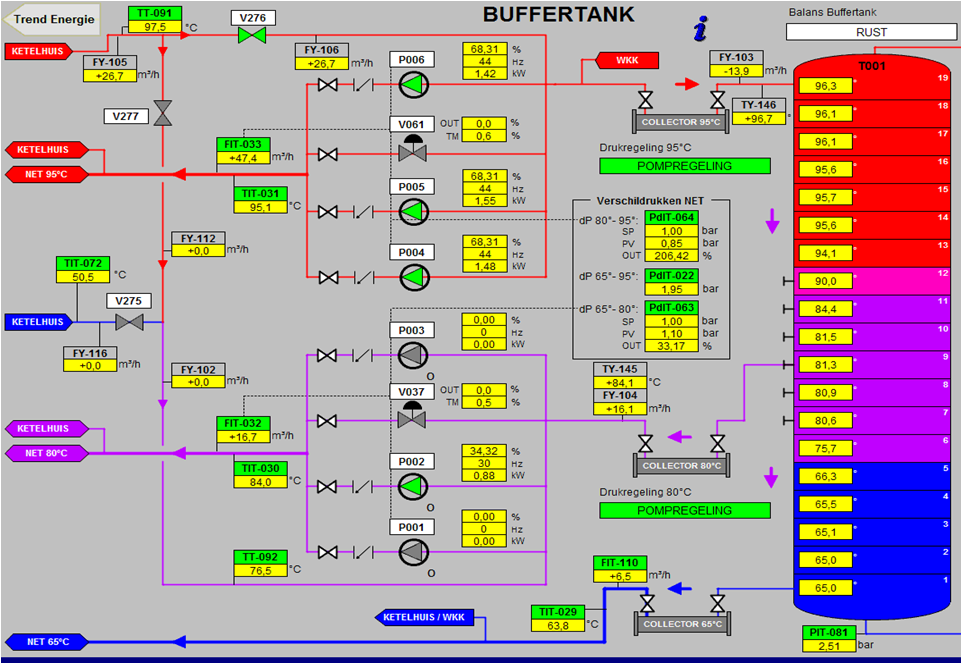 BUFFERTANK
Trend Energie
TT-091
97,5 °C
V276
Balans Buffertank
RUST
KETELHUIS
FY-105
+26,7 m³/h
FY-106
+26,7 m³/h
P006
68,31 %
44 Hz
1,42 kW
WKK
FY-103
-13,9 m³/h
TY-146
+96,7 °
COLLECTOR 95°C
T001
96,3 ° 19
96,1 ° 18
96,1 ° 17
95,6 ° 16
95,7 ° 15
95,6 ° 14
94,1 ° 13
90,0 ° 12
84,4 ° 11
81,5 ° 10
81,3 ° 9
80,9 ° 8
80,6 ° 7
75,7 ° 6
66,3 ° 5
65,5 ° 4
65,1 ° 3
65,0 ° 2
65,0 ° 1
V277
V061
OUT 0,0 %
TM 0,6 %
KETELHUIS
FIT-033
+47,4 m³/h
Drukregeling 95°C
POMPREGELING
NET 95°C
TIT-031
95,1 °C
P005
68,31 %
44 Hz
1,55 kW
Verschildrukken NET
dP 80°- 95°: PdIT-064
SP 1,00 bar
PV 0,85 bar
OUT 206,42 %
dP 65°- 95°: PdIT-022
1,95 bar
dP 65°- 80°: PdIT-063
SP 1,00 bar
PV 1,10 bar
OUT 33,17 %
FY-112
+0,0 m³/h
P004
68,31 %
44 Hz
1,48 kW
TIT-072
50,5 °C
V275
KETELHUIS
FY-116
+0,0 m³/h
P003
0,00 %
0 Hz
0,00 kW
O
FY-102
+0,0 m³/h
TY-145
+84,1 °C
FY-104
+16,1 m³/h
V037
OUT 0,0 %
TM 0,5 %
KETELHUIS
FIT-032
+16,7 m³/h
NET 80°C
TIT-030
84,0 °C
P002
34,32 %
30 Hz
0,88 kW
O
COLLECTOR 80°C
Drukregeling 80°C
POMPREGELING
P001
0,00 %
0 Hz
0,00 kW
O
TT-092
76,5 °C
FIT-110
+6,5 m³/h
KETELHUIS / WKK
TIT-029
63,8 °C
COLLECTOR 65°C
NET 65°C
PIT-081
2,51 bar